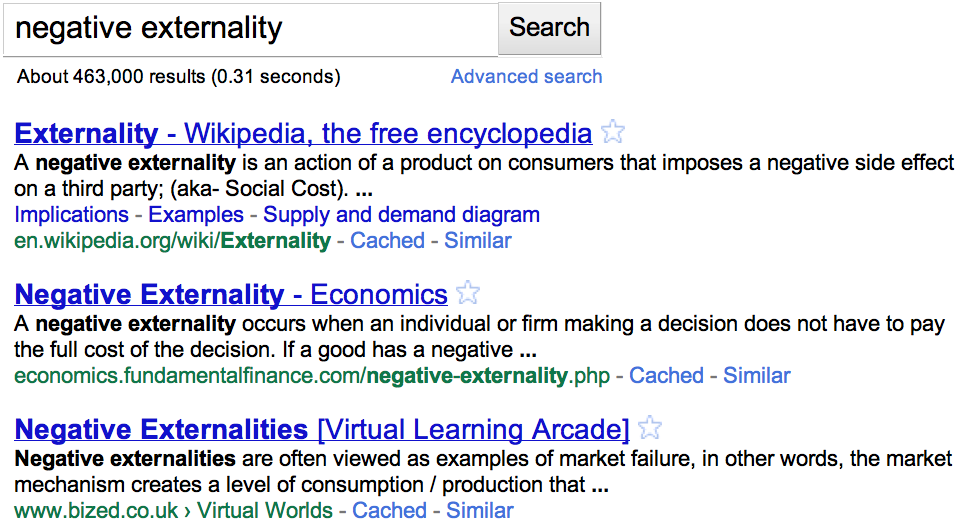 negative externality Search
About 463,000 results (0.31 seconds) Advanced search
Externality - Wikipedia, the free encyclopedia
A negative externality is an action of a product on consumers that imposes a negative side effect
on a third party; (aka- Social Cost). ...
Implications - Examples - Supply and demand diagram
en.wikipedia.org/wiki/Externality - Cached - Similar
Negative Externality - Economics
A negative externality occurs when an individual or firm making a decision does not have to pay
the full cost of the decision. If a good has a negative ...
economics.fundamentalfinance.com/negative-externality.php - Cached - Similar
Negative Externalities [Virtual Learning Arcade]
Negative externalities are often viewed as examples of market failure, in other words, the market
mechanism creates a level of consumption / production that ...
www.bized.co.uk › Virtual Worlds - Cached - Similar